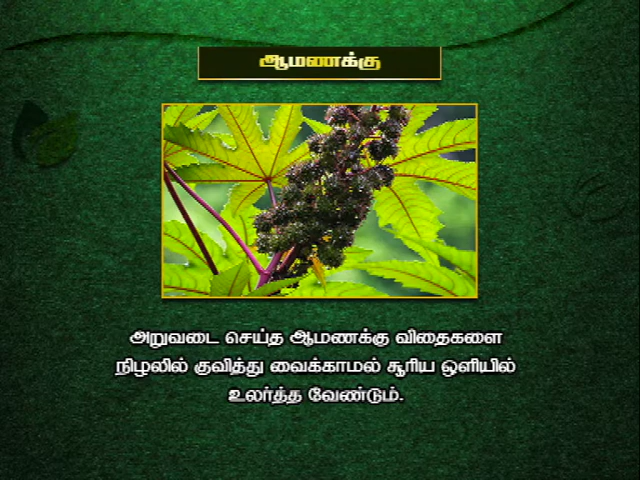 ஆமணக்கு
அறுவடை செய்த ஆமணக்கு விதைகளை
நிழலில் குவித்து வைக்காமல் சூரிய ஒளியில்
உலர்த்த வேண்டும்.